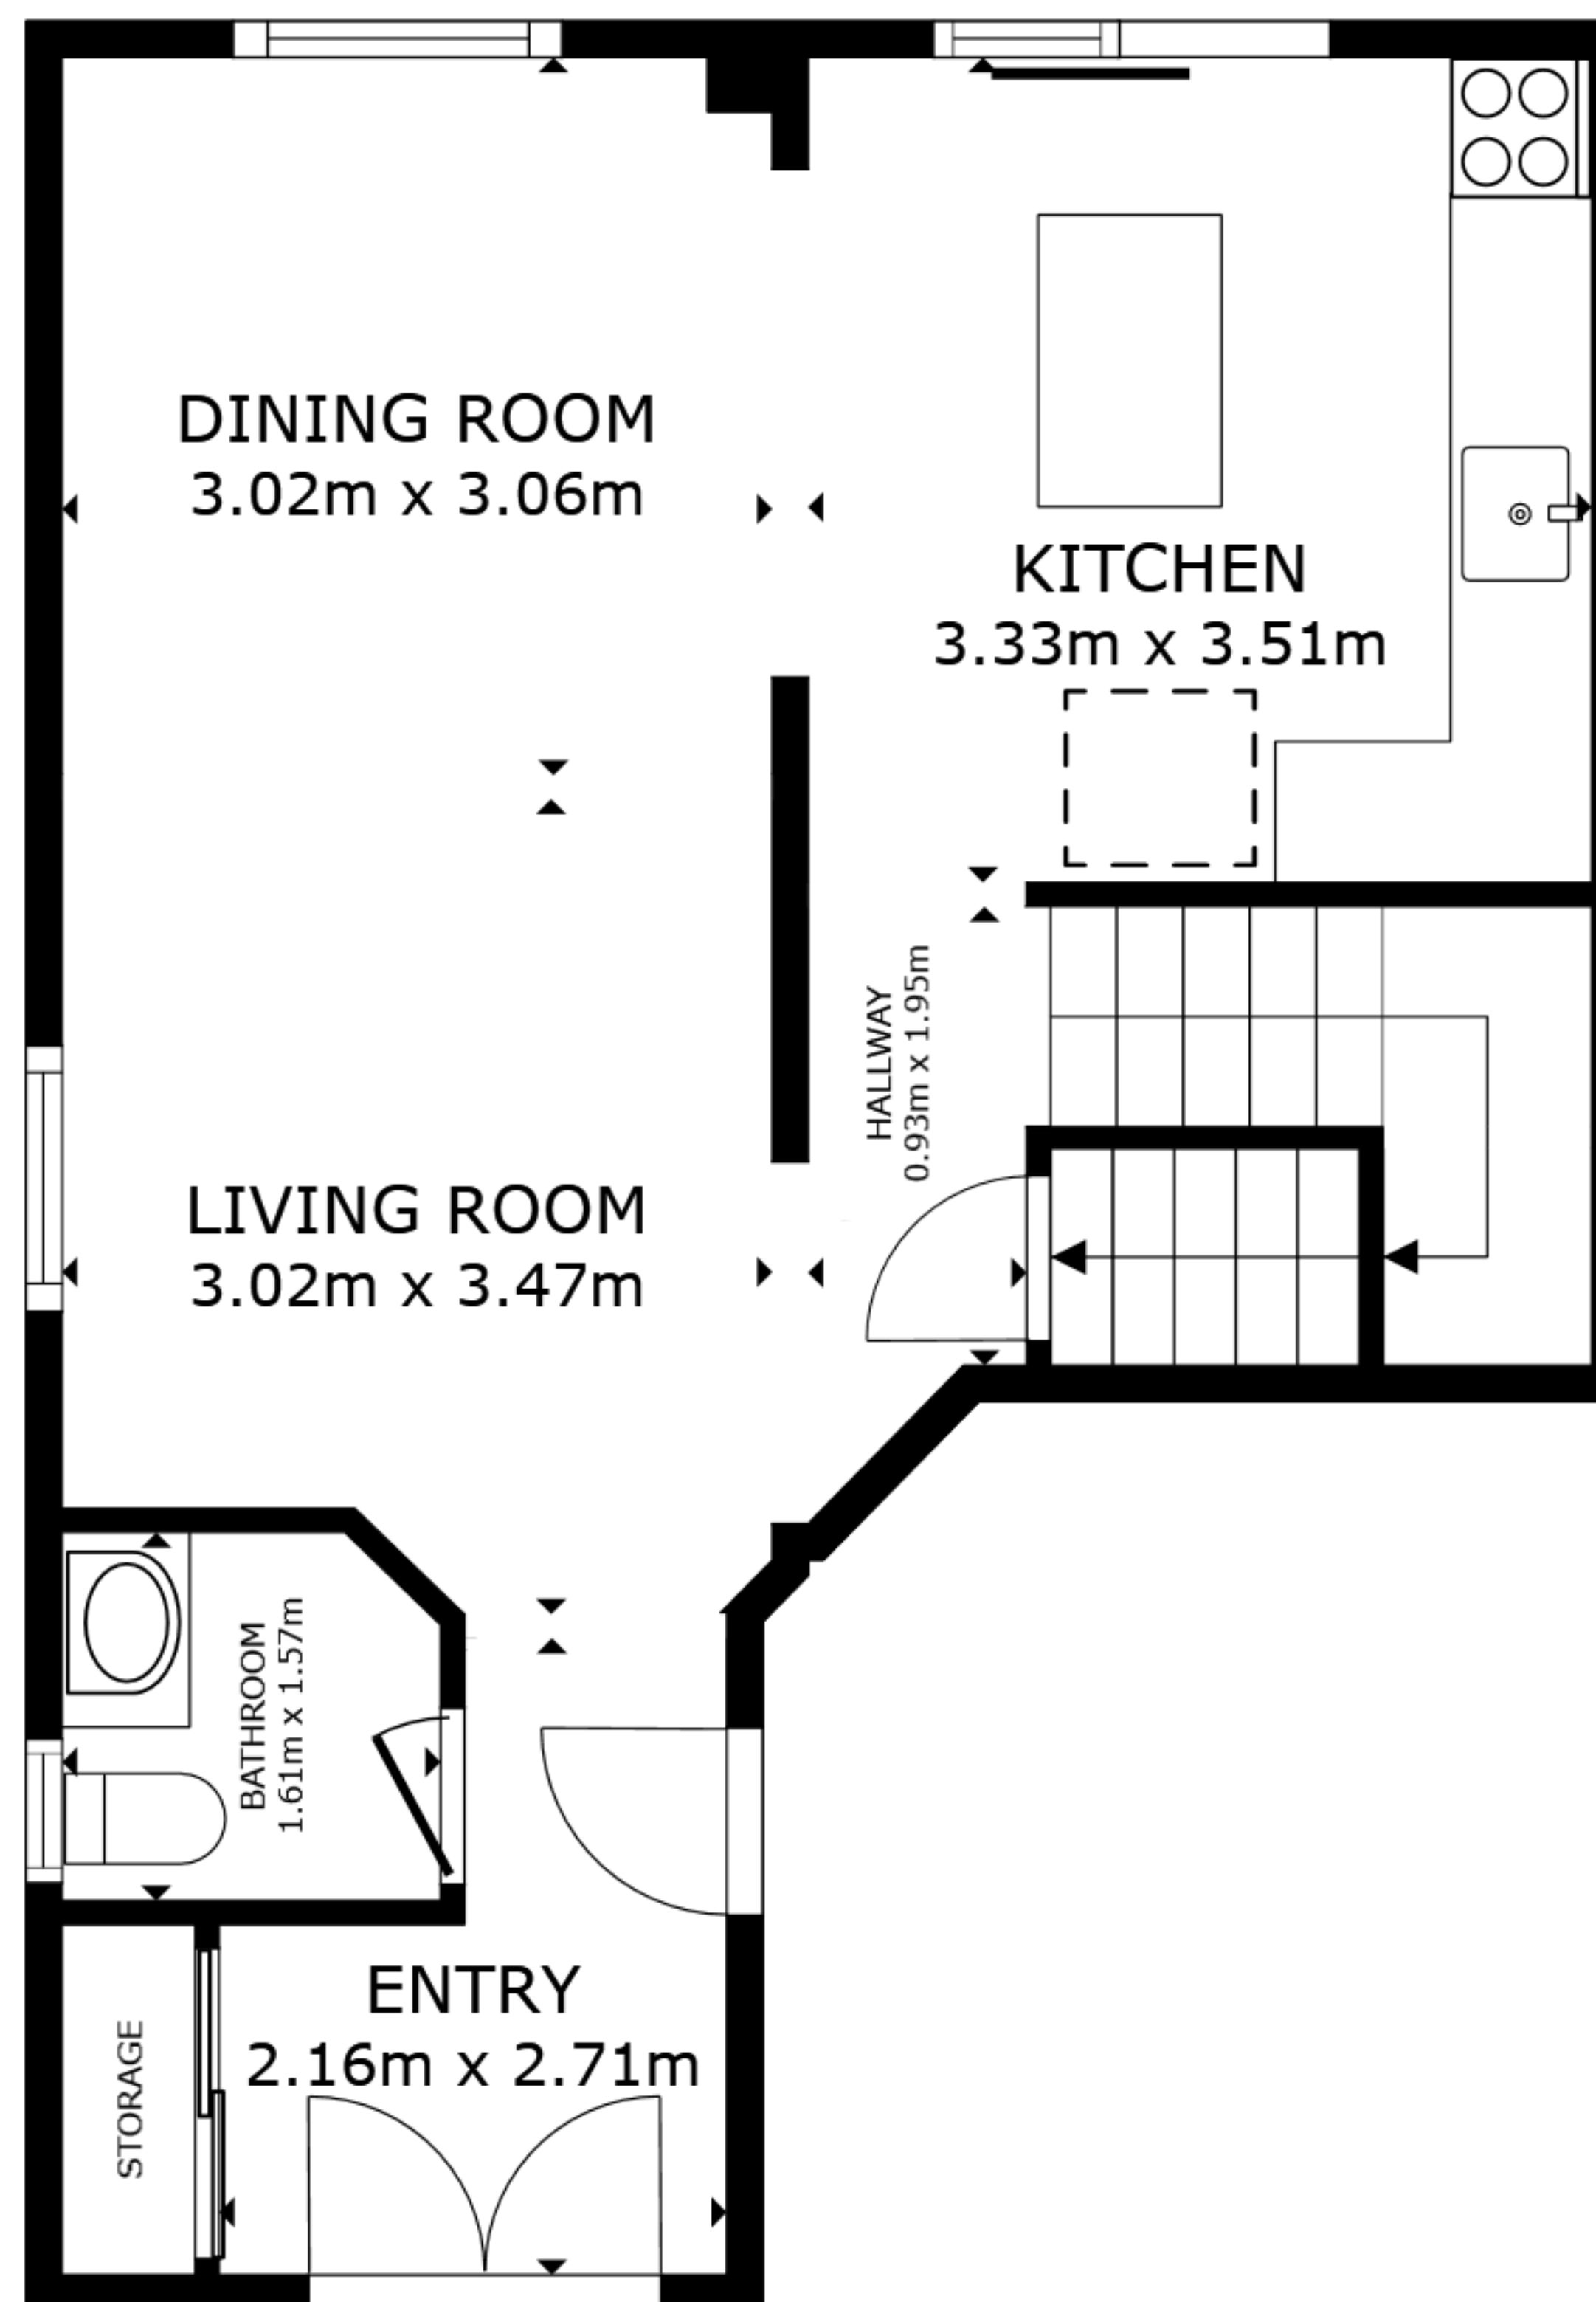 DINING ROOM
3.02m x 3.06m
KITCHEN
3.33m x 3.51m
HALLWAY
0.93m x 1.95m
LIVING ROOM
3.02m x 3.47m
BATHROOM
1.61m x 1.57m
ENTRY
2.16m x 2.71m
STORAGE